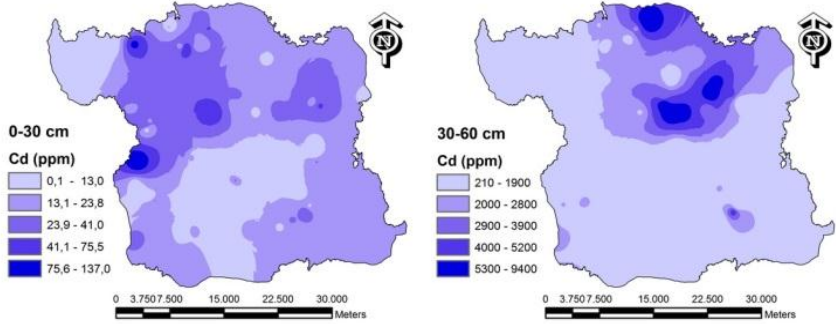 N
0-30 cm
Cd (ppm)
0,1 - 13,0
13,1 - 23,8
23,9 - 41,0
41,1 - 75,5
75,6 - 137,0
0 3.750 7.500 15.000 22.500 30.000
Meters
N
30-60 cm
Cd (ppm)
210 - 1900
2000 - 2800
2900 - 3900
4000 - 5200
5300 - 9400
0 3.750 7.500 15.000 22.500 30.000
Meters